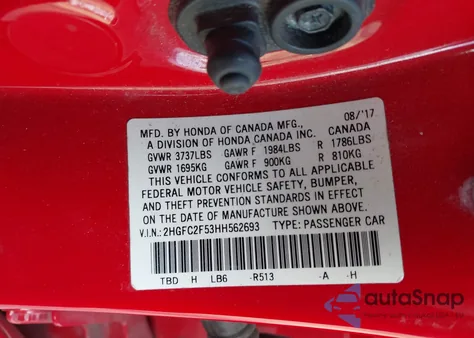 MFD. BY HONDA OF CANADA MFG., 08/'17
A DIVISION OF HONDA CANADA INC. CANADA
GVWR 3737LBS GAWR F 1984LBS R 1786LBS
GVWR 1695KG GAWR F 900KG R 810KG
THIS VEHICLE CONFORMS TO ALL APPLICABLE
FEDERAL MOTOR VEHICLE SAFETY, BUMPER,
AND THEFT PREVENTION STANDARDS IN EFFECT
ON THE DATE OF MANUFACTURE SHOWN ABOVE.
V.I.N.: 2HGFC2F53HH562693 TYPE: PASSENGER CAR
TBD H LB6 -R513 -A -H
autoSnap